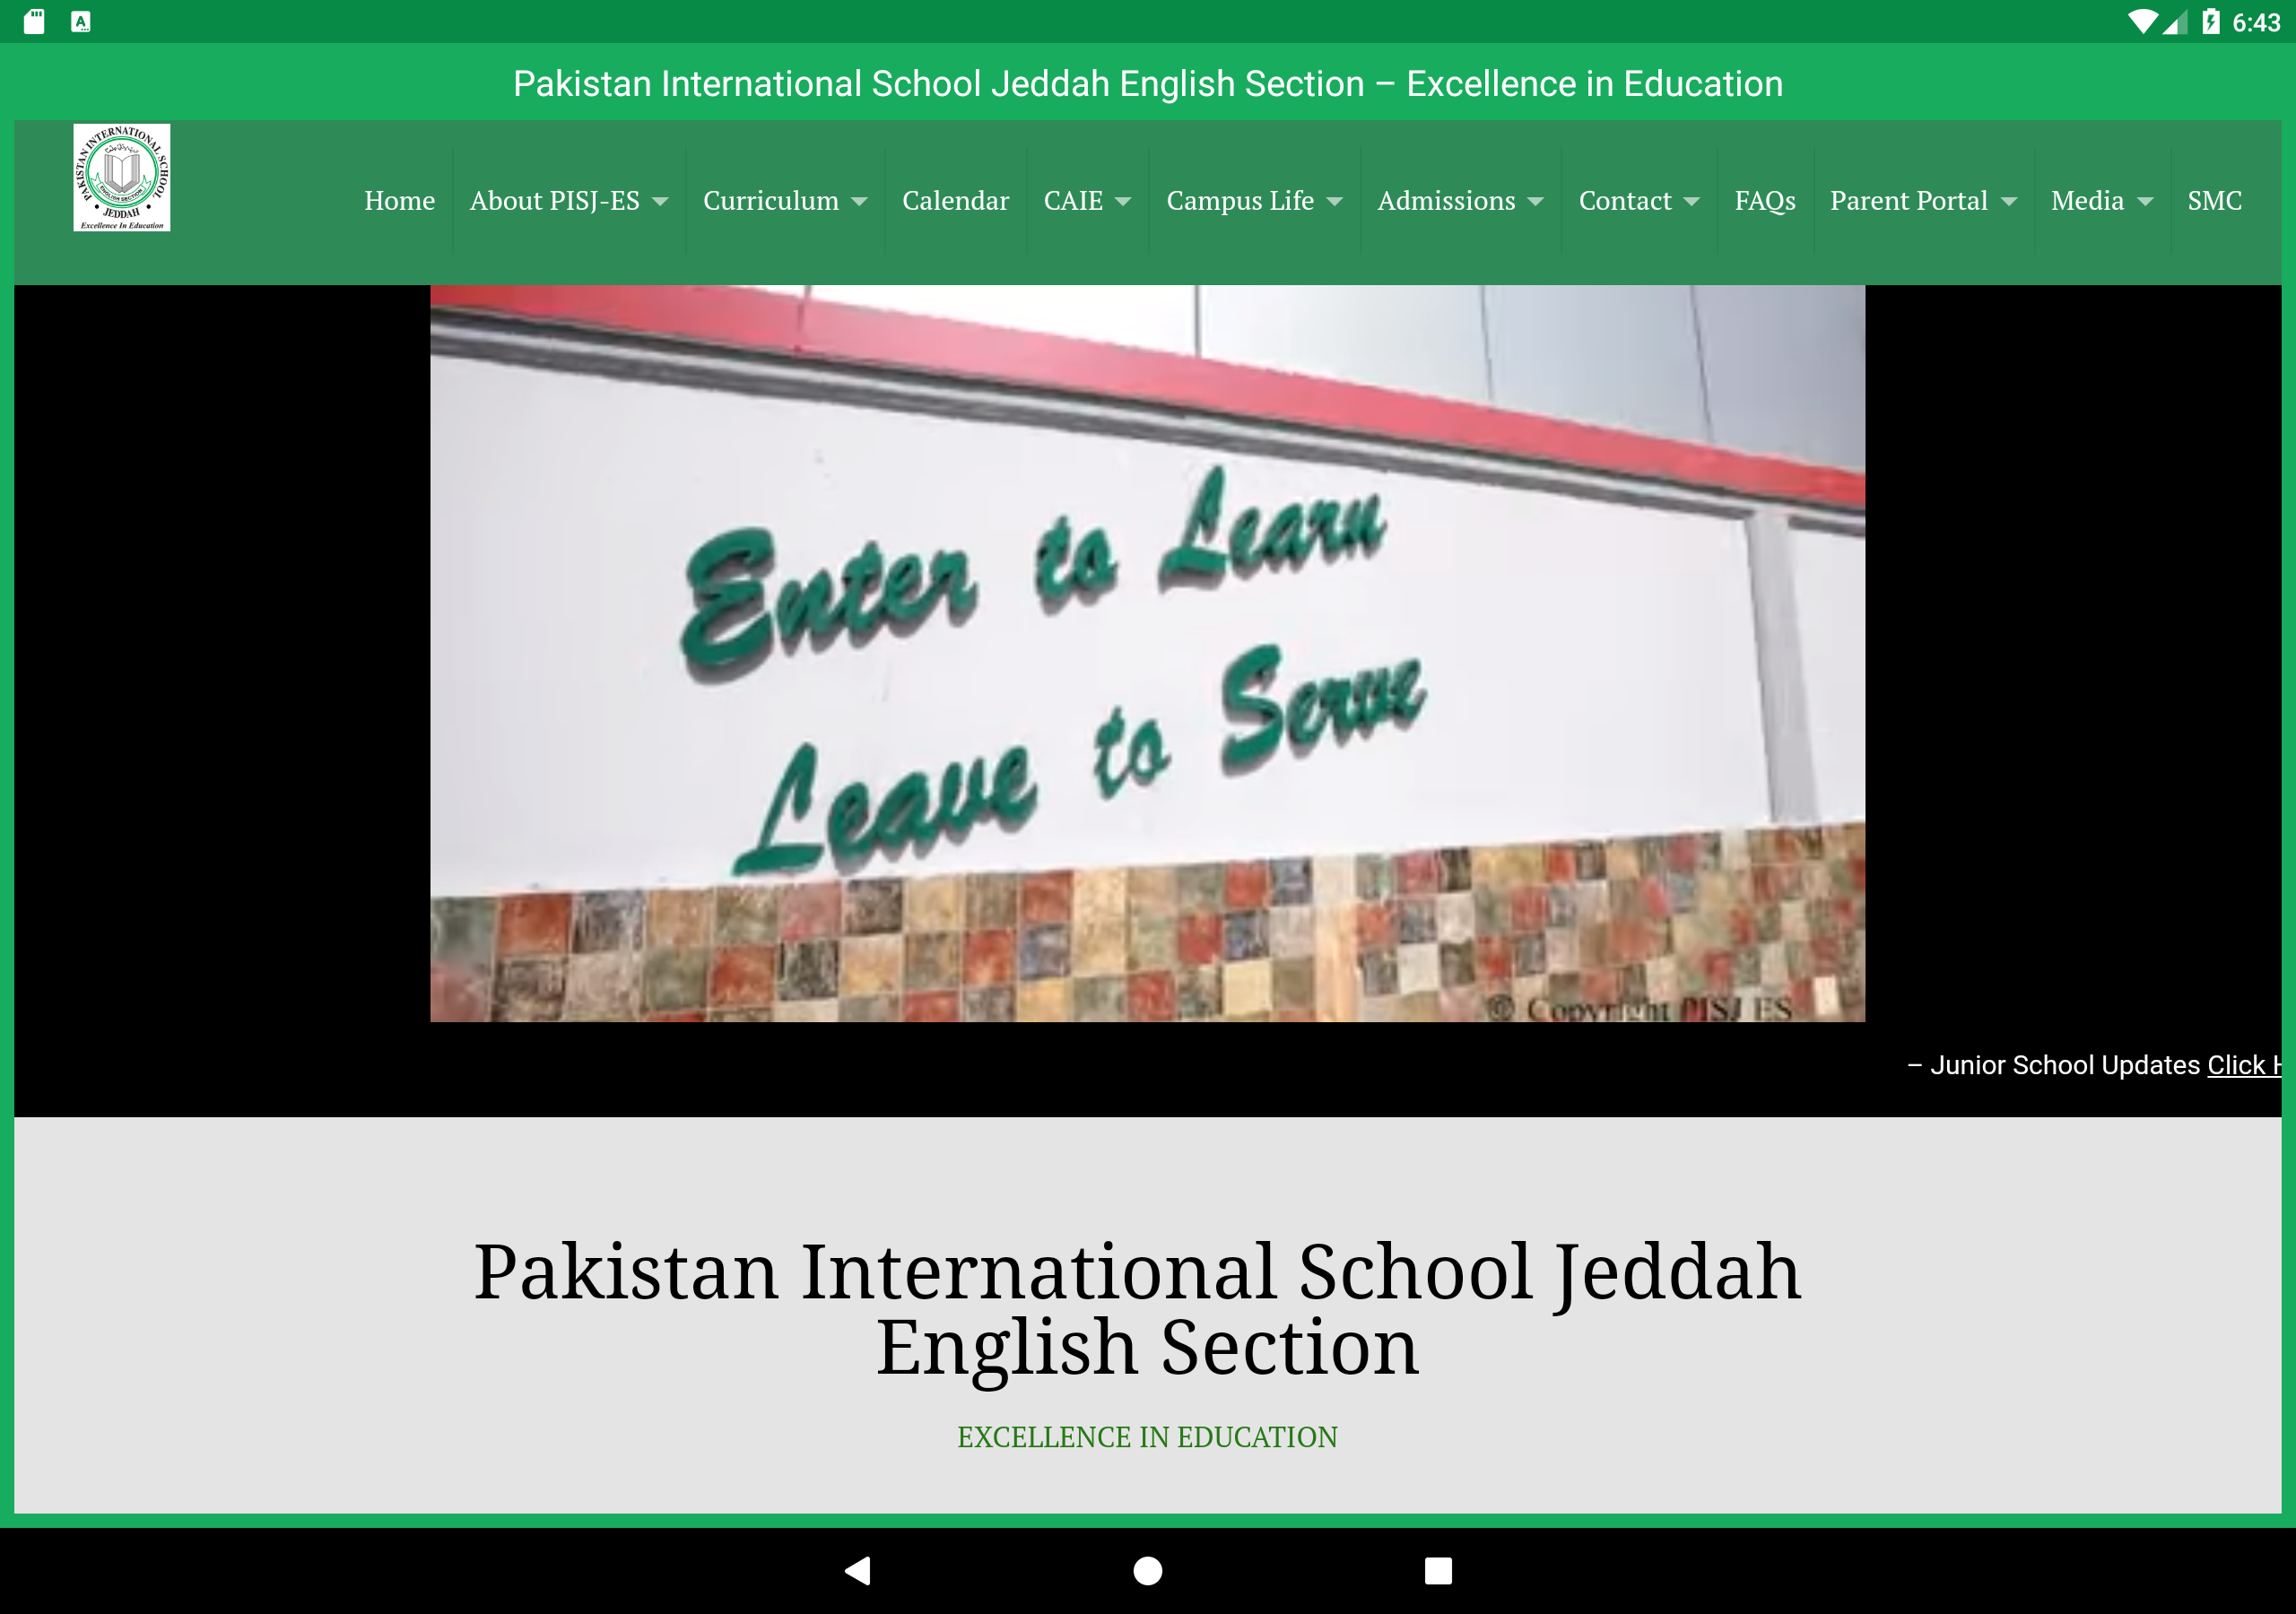 6:43
Pakistan International School Jeddah English Section – Excellence in Education
PAKISTAN INTERNATIONAL SCHOOL
ENGLISH SECTION
• JEDDAH •
Excellence In Education
Home About PISJ-ES Curriculum Calendar CAIE Campus Life Admissions Contact FAQs Parent Portal Media SMC
Enter to Learn
Leave to Serve
© Copyright PISJ ES
– Junior School Updates Click H
Pakistan International School Jeddah
English Section
EXCELLENCE IN EDUCATION